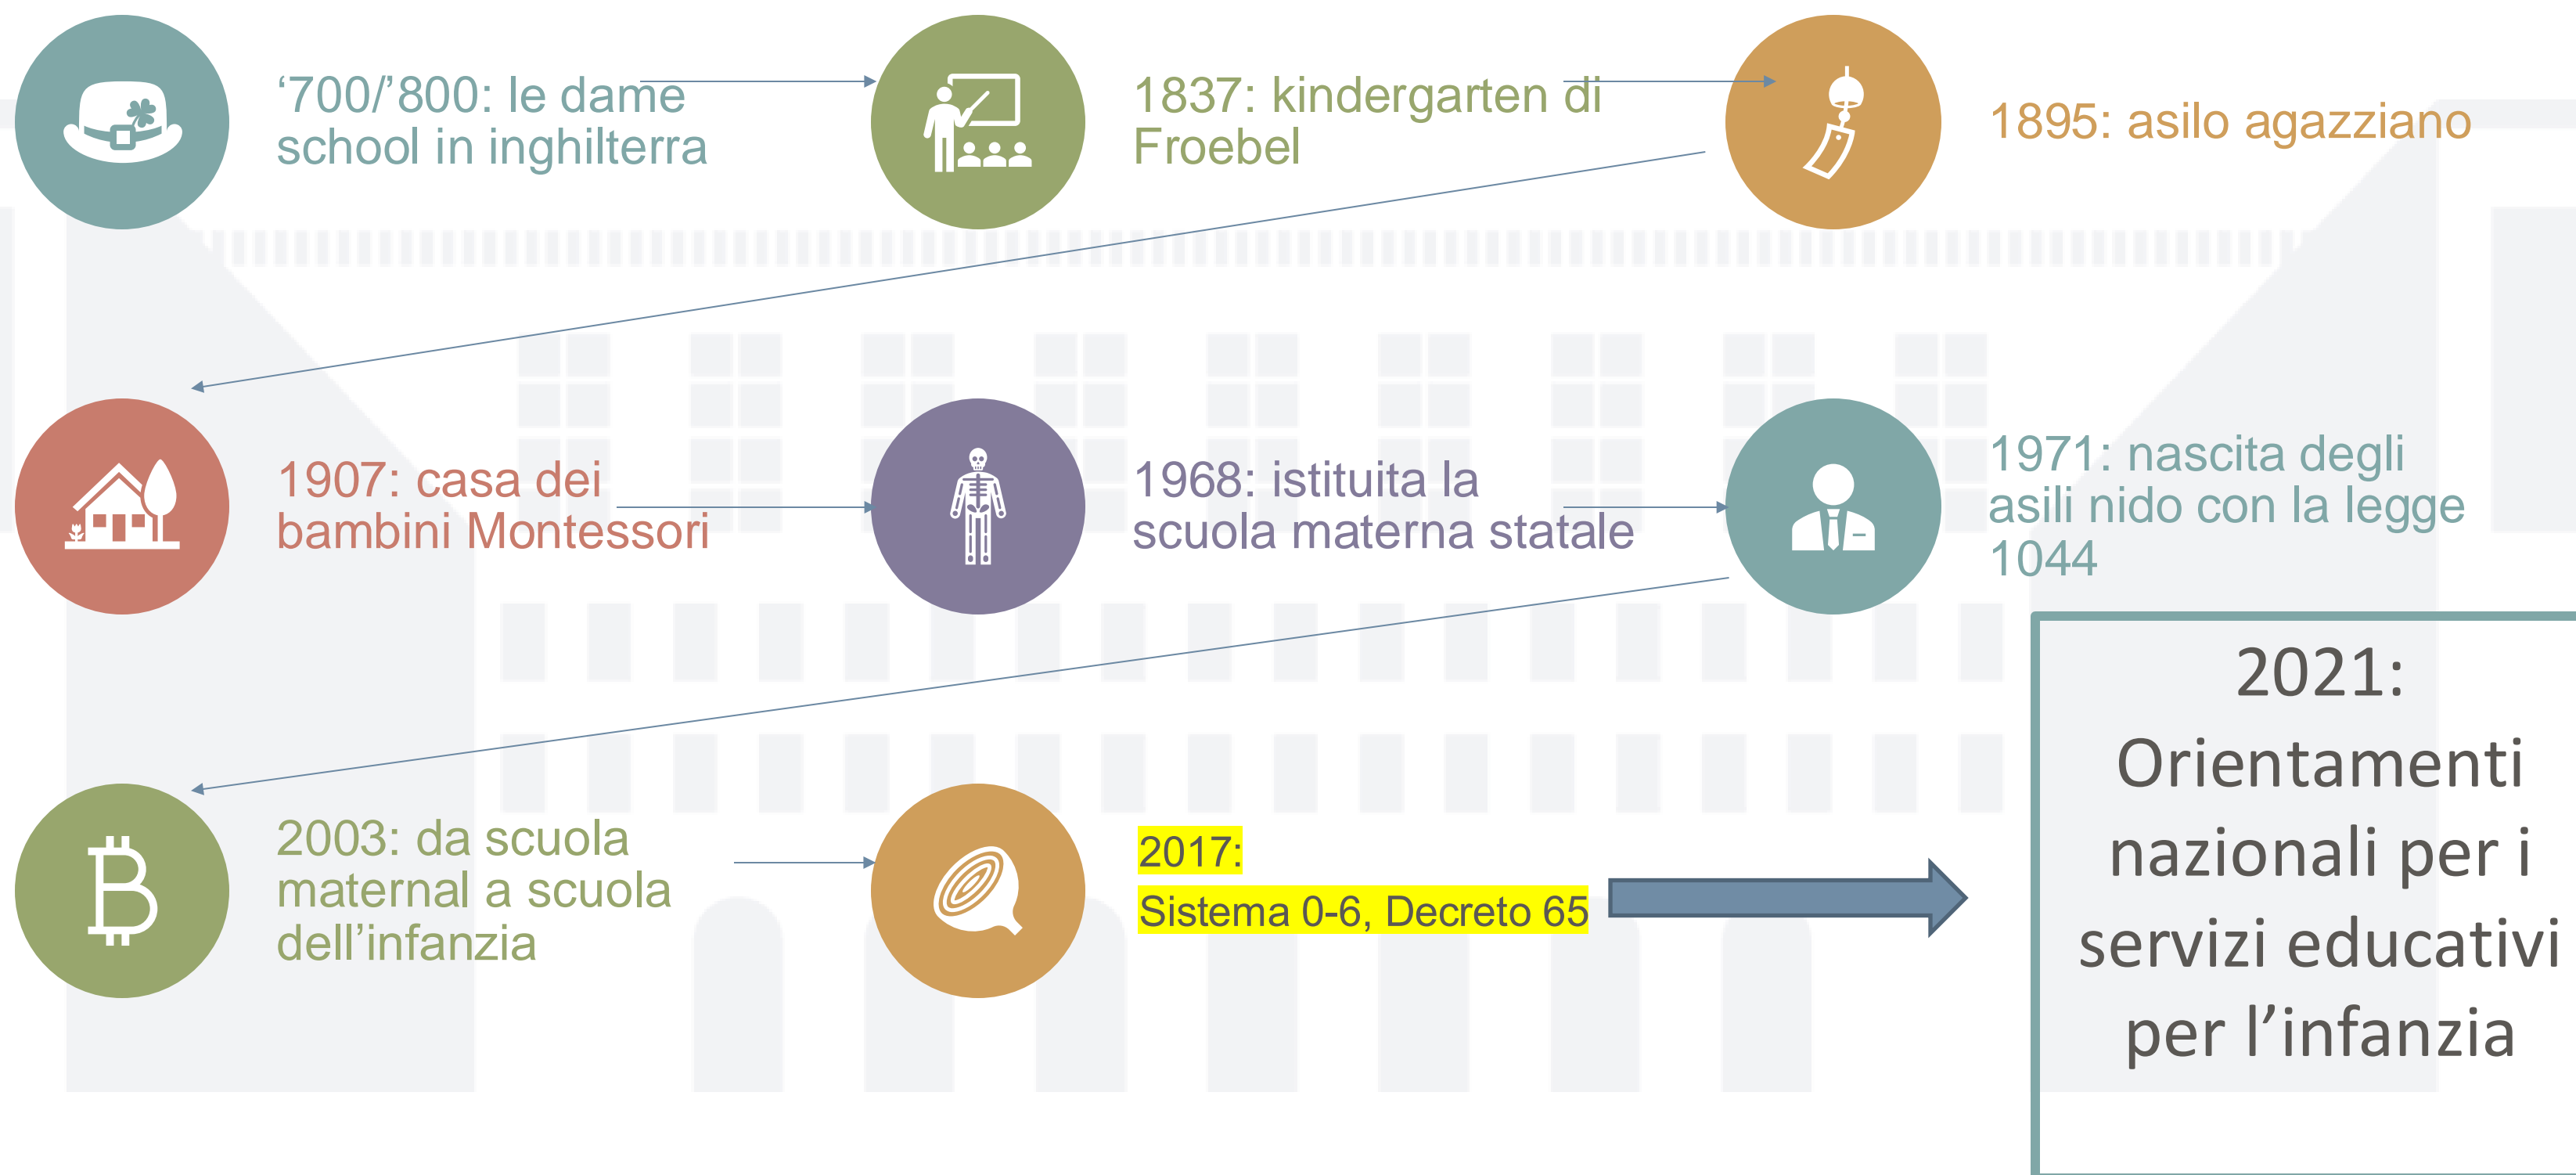 ‘700/’800: le dame
school in inghilterra
1837: kindergarten di
Froebel
1895: asilo agazziano
1907: casa dei
bambini Montessori
1968: istituita la
scuola materna statale
1971: nascita degli
asili nido con la legge
1044
2003: da scuola
maternal a scuola
dell’infanzia
2017:
Sistema 0-6, Decreto 65
2021:
Orientamenti
nazionali per i
servizi educativi
per l’infanzia